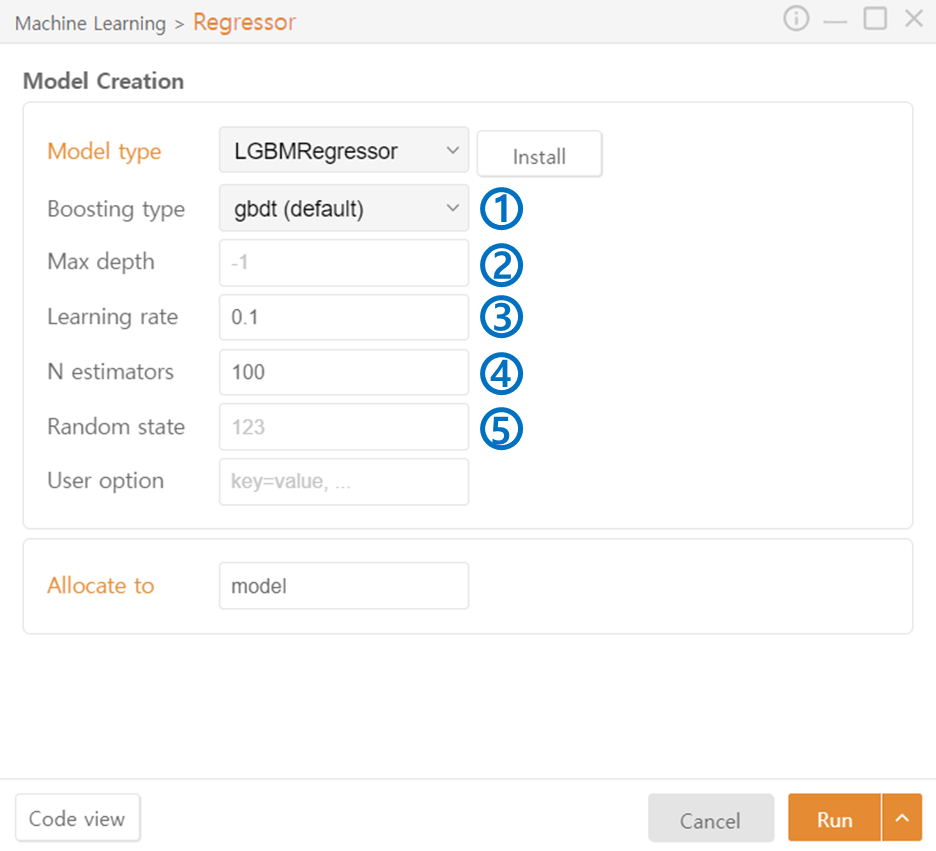 Machine Learning > Regressor
Model Creation
Model type LGBMRegressor Install
Boosting type gbdt (default) ①
Max depth -1 ②
Learning rate 0.1 ③
N estimators 100 ④
Random state 123 ⑤
User option key=value, ...
Allocate to model
Code view Cancel Run